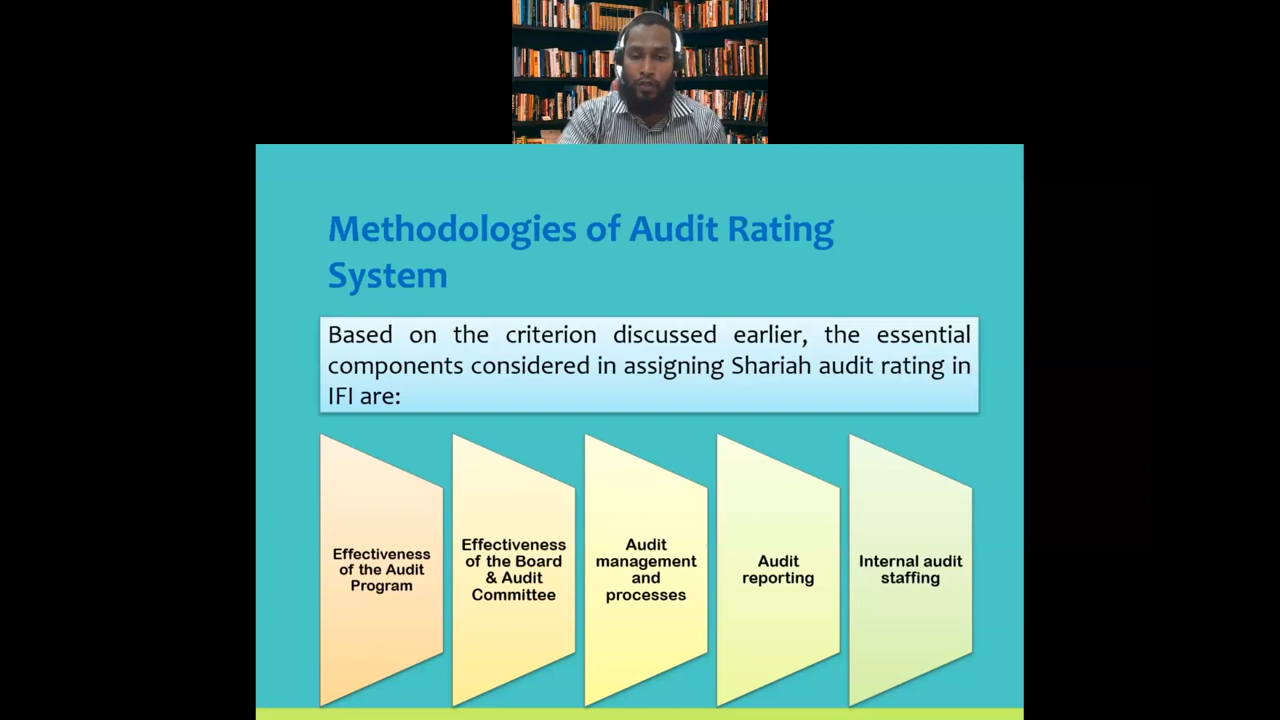 Methodologies of Audit Rating
System
Based on the criterion discussed earlier, the essential
components considered in assigning Shariah audit rating in
IFI are:
Effectiveness
of the Audit
Program
Effectiveness
of the Board
& Audit
Committee
Audit
management
and
processes
Audit
reporting
Internal audit
staffing